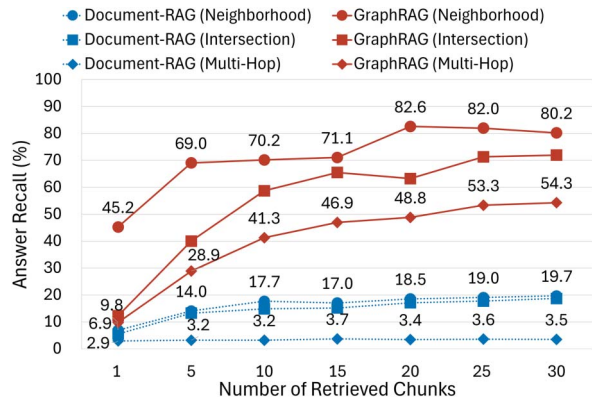 Document-RAG (Neighborhood) GraphRAG (Neighborhood)
Document-RAG (Intersection) GraphRAG (Intersection)
Document-RAG (Multi-Hop) GraphRAG (Multi-Hop)
Answer Recall (%)
100
90
80
70
60
50
40
30
20
10
0
45.2 69.0 70.2 71.1 82.6 82.0 80.2
9.8 28.9 41.3 46.9 48.8 53.3 54.3
6.9 14.0 17.7 17.0 18.5 19.0 19.7
2.9 3.2 3.2 3.7 3.4 3.6 3.5
1 5 10 15 20 25 30
Number of Retrieved Chunks